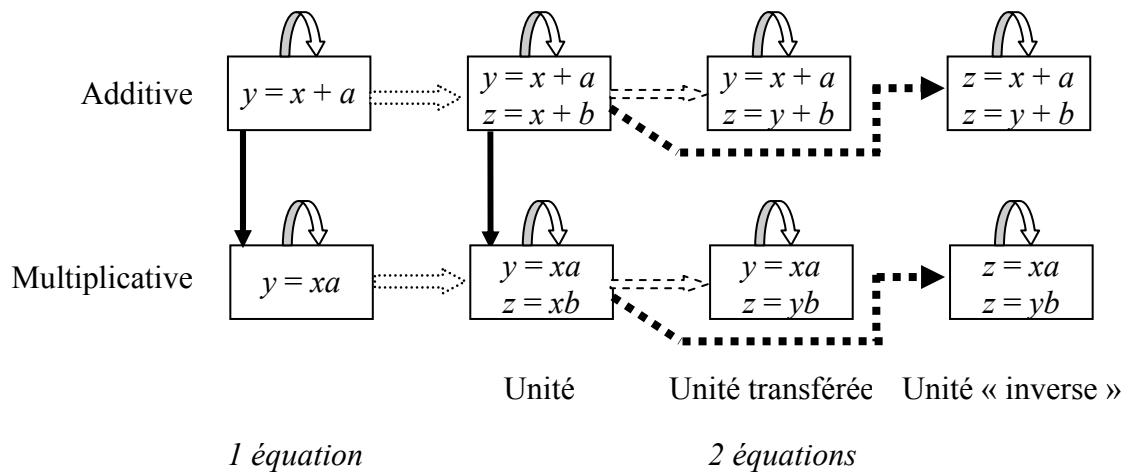 Additive
y = x + a
y = x + a
z = x + b
y = x + a
z = y + b
z = x + a
z = y + b
Multiplicative
y = xa
y = xa
z = xb
y = xa
z = yb
z = xa
z = yb
Unité
Unité transférée
Unité « inverse »
1 équation
2 équations